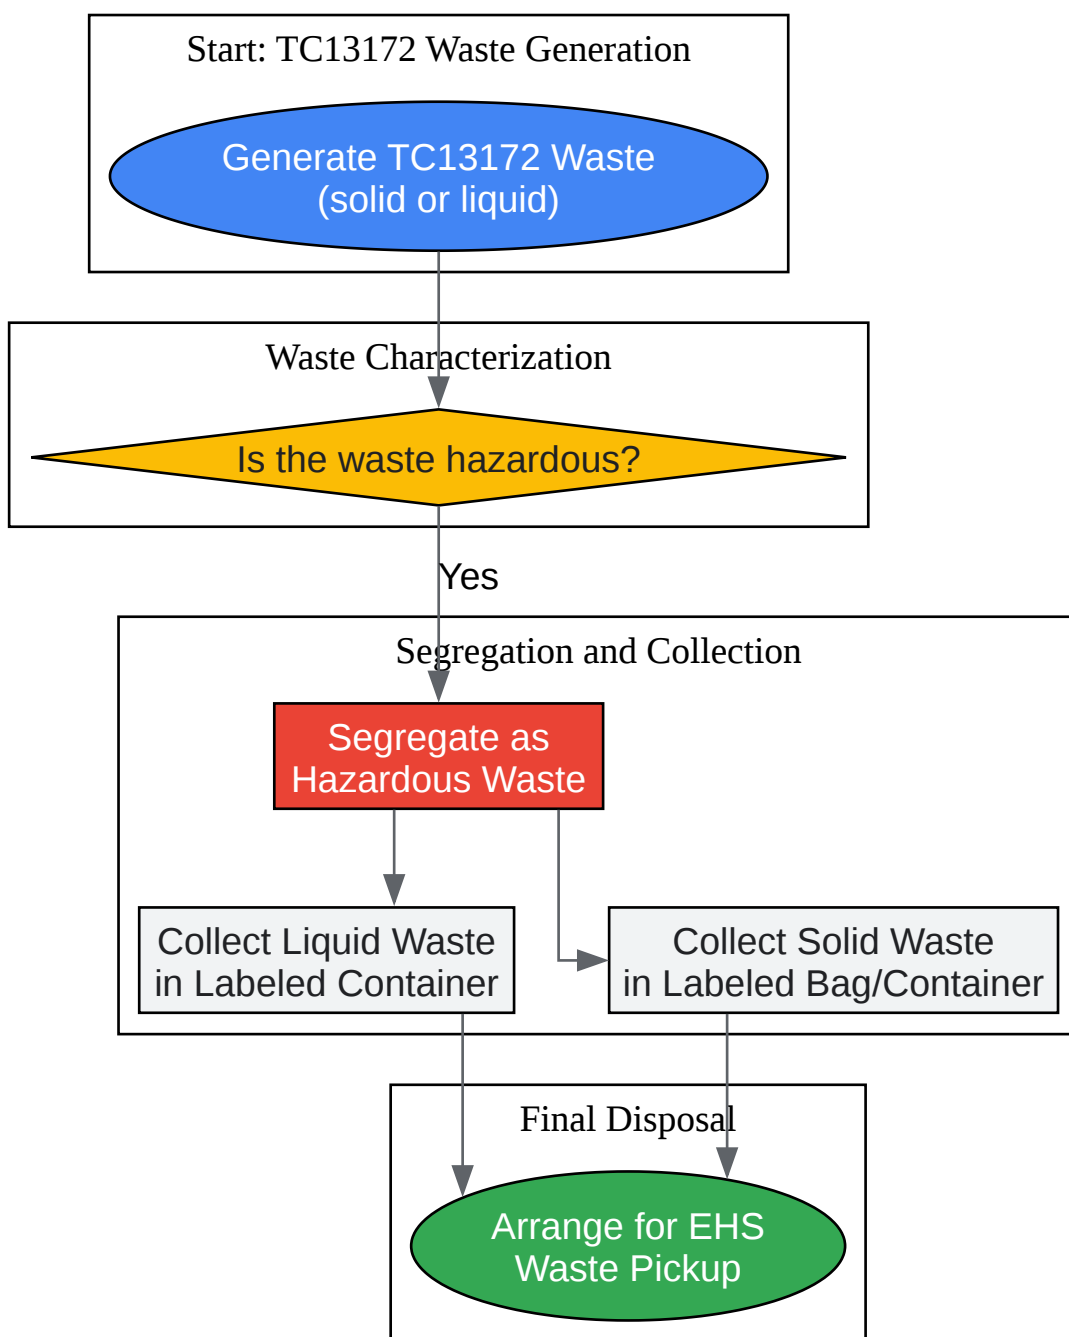 Start: TC13172 Waste Generation
Generate TC13172 Waste
(solid or liquid)
Waste Characterization
Is the waste hazardous?
Yes
Segregation and Collection
Segregate as
Hazardous Waste
Collect Liquid Waste
in Labeled Container
Collect Solid Waste
in Labeled Bag/Container
Final Disposal
Arrange for EHS
Waste Pickup